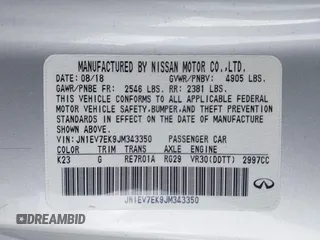 MANUFACTURED BY NISSAN MOTOR CO.,LTD.
DATE: 08/18 GVWR/PNBV: 4905 LBS.
GAWR/PNBE FR: 2546 LBS. RR: 2381 LBS.
THIS VEHICLE CONFORMS TO ALL APPLICABLE FEDERAL
MOTOR VEHICLE SAFETY,BUMPER,AND THEFT PREVENTION
STANDARDS IN EFFECT ON THE DATE OF MANUFACTURE
SHOWN ABOVE.
V-I-N: JN1EV7EK9JM343350 PASSENGER CAR
COLOR TRIM TRANS AXLE ENGINE
K23 G RE7R01A RG29 VR30(DDTT) 2997CC
JN1EV7EK9JM343350
INFINITI
DREAMBID